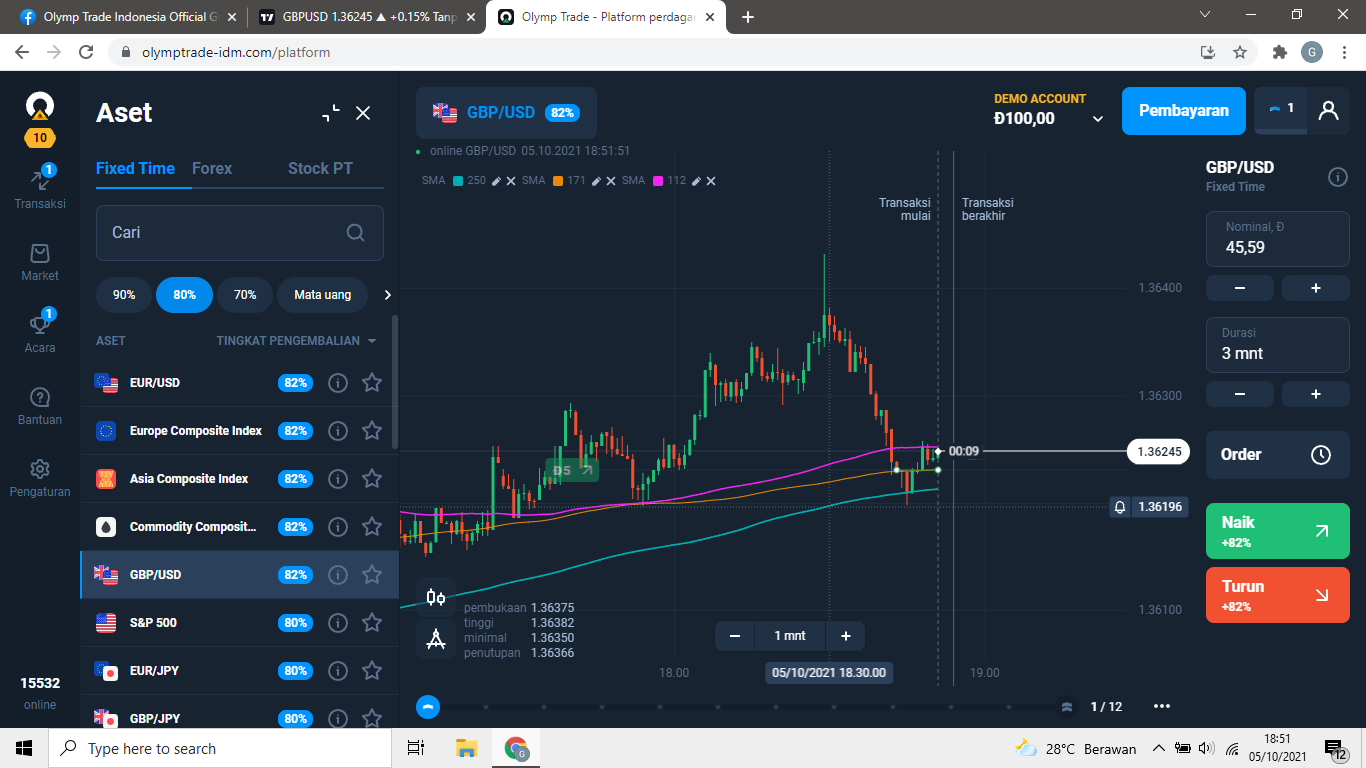 Olymp Trade Indonesia Official G
GBPUSD 1.36245 ▲ +0.15% Tanp
Olymp Trade - Platform perdagan
olymptrade-idm.com/platform
G
10
1
Transaksi
Market
1
Acara
Bantuan
Pengaturan
15532
online
Aset
Fixed Time
Forex
Stock PT
Cari
90%
80%
70%
Mata uang
ASET
TINGKAT PENGEMBALIAN
EUR/USD 82%
Europe Composite Index 82%
Asia Composite Index 82%
Commodity Composit... 82%
GBP/USD 82%
S&P 500 80%
EUR/JPY 80%
GBP/JPY 80%
GBP/USD 82%
DEMO ACCOUNT
Đ100,00
Pembayaran
1
online GBP/USD 05.10.2021 18:51:51
SMA 250 SMA 171 SMA 112
Transaksi
mulai
Transaksi
berakhir
1.36400
1.36300
00:09
1.36245
Đ5
1.36196
1.36100
pembukaan 1.36375
tinggi 1.36382
minimal 1.36350
penutupan 1.36366
1 mnt
18.00
05/10/2021 18.30.00
19.00
1 / 12
GBP/USD
Fixed Time
Nominal, Đ
45,59
Durasi
3 mnt
Order
Naik
+82%
Turun
+82%
Type here to search
G
28°C Berawan
18:51
05/10/2021
12